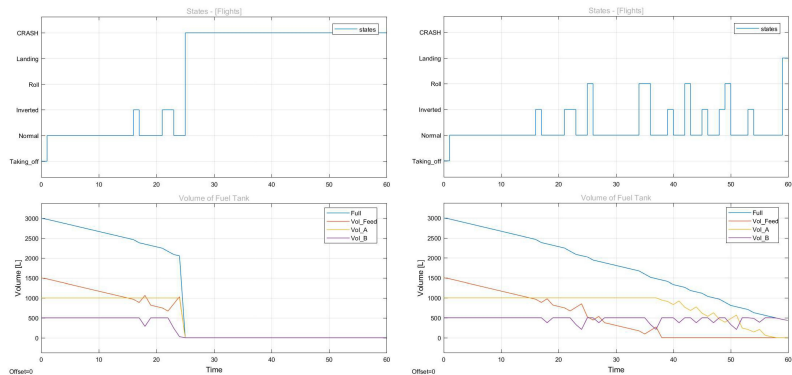 States - [Flights]
CRASH
Landing
Roll
Inverted
Normal
Taking_off
states
0 10 20 30 40 50 60
Volume of Fuel Tank
3000
2500
2000
1500
1000
500
0
Volume [L]
Full
Vol_Feed
Vol_A
Vol_B
0 10 20 30 40 50 60
Offset=0
Time
States - [Flights]
CRASH
Landing
Roll
Inverted
Normal
Taking_off
states
0 10 20 30 40 50 60
Volume of Fuel Tank
3000
2500
2000
1500
1000
500
0
Volume [L]
Full
Vol_Feed
Vol_A
Vol_B
0 10 20 30 40 50 60
Offset=0
Time